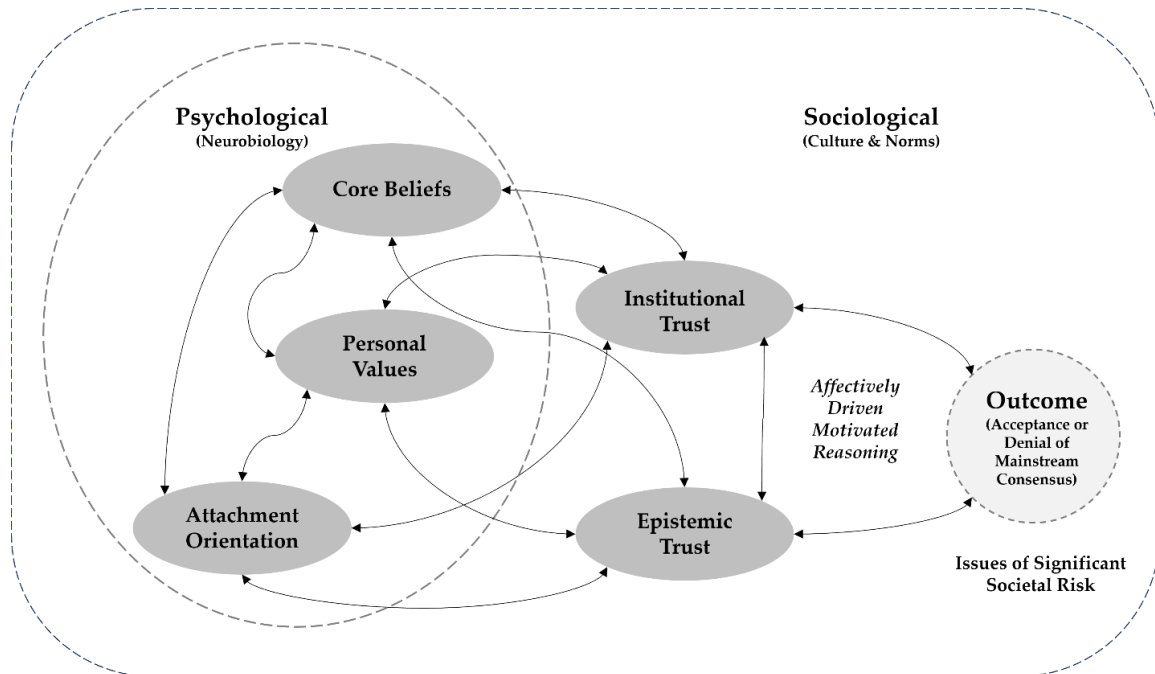 Psychological
(Neurobiology)
Sociological
(Culture & Norms)
Core Beliefs
Institutional
Trust
Personal
Values
Affectively
Driven
Motivated
Reasoning
Outcome
(Acceptance or
Denial of
Mainstream
Consensus)
Attachment
Orientation
Epistemic
Trust
Issues of Significant
Societal Risk